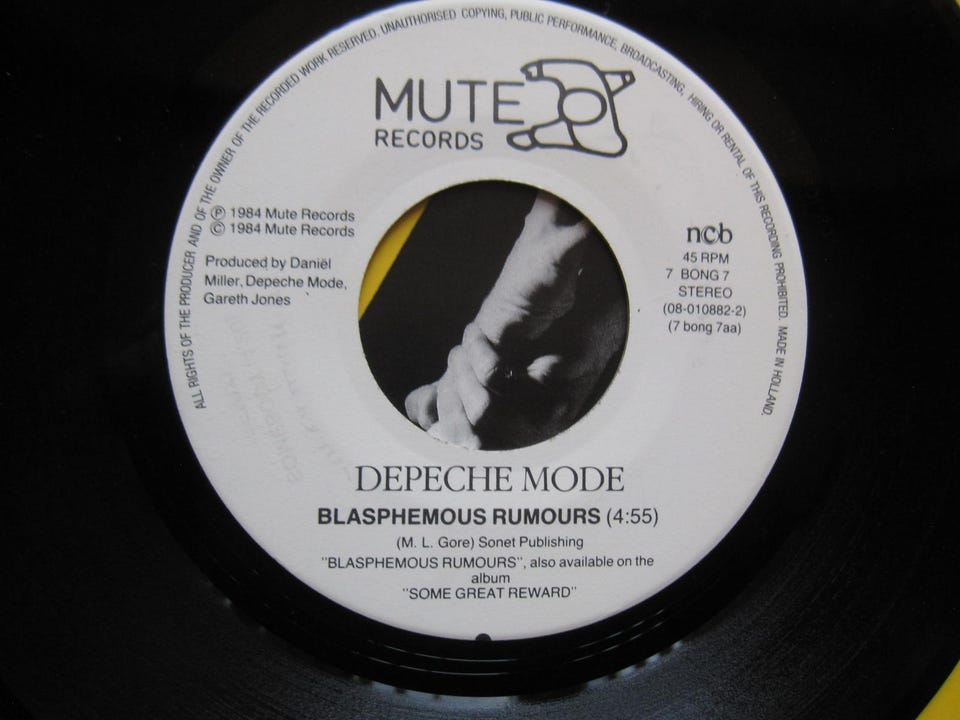 ALL RIGHTS OF THE PRODUCER AND OF THE OWNER OF THE RECORDED WORK RESERVED. UNAUTHORISED COPYING, PUBLIC PERFORMANCE, BROADCASTING, HIRING OR RENTAL OF THIS RECORDING PROHIBITED. MADE IN HOLLAND.
MUTE
RECORDS
℗ 1984 Mute Records
© 1984 Mute Records
Produced by Daniël
Miller, Depeche Mode,
Gareth Jones
ncb
45 RPM
7 BONG 7
STEREO
(08-010882-2)
(7 bong 7aa)
DEPECHE MODE
BLASPHEMOUS RUMOURS (4:55)
(M. L. Gore) Sonet Publishing
"BLASPHEMOUS RUMOURS", also available on the
album
"SOME GREAT REWARD"